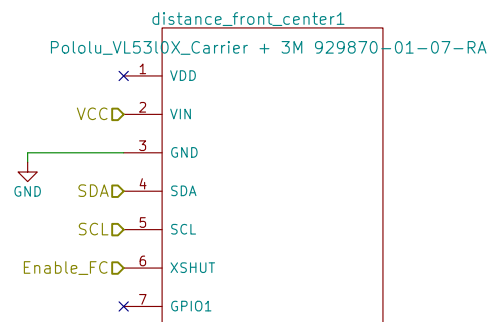 distance_front_center1
Pololu_VL53l0X_Carrier + 3M 929870-01-07-RA
1 VDD
VCC 2 VIN
3 GND
GND
SDA 4 SDA
SCL 5 SCL
Enable_FC 6 XSHUT
7 GPIO1